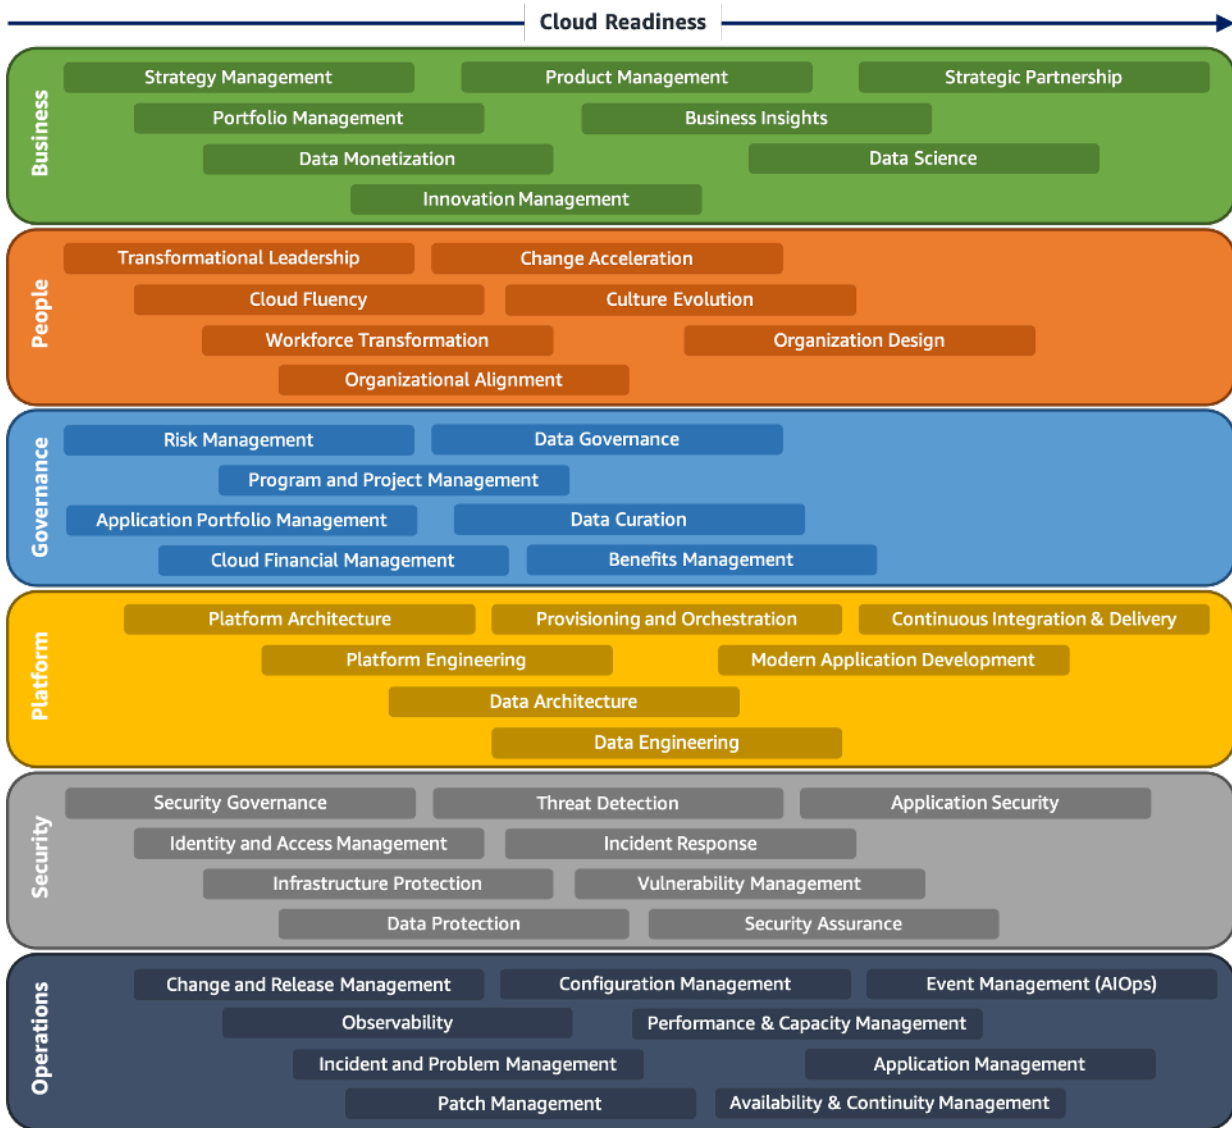 Cloud Readiness
Business
Strategy Management
Product Management
Strategic Partnership
Portfolio Management
Business Insights
Data Monetization
Data Science
Innovation Management
People
Transformational Leadership
Change Acceleration
Cloud Fluency
Culture Evolution
Workforce Transformation
Organization Design
Organizational Alignment
Governance
Risk Management
Data Governance
Program and Project Management
Application Portfolio Management
Data Curation
Cloud Financial Management
Benefits Management
Platform
Platform Architecture
Provisioning and Orchestration
Continuous Integration & Delivery
Platform Engineering
Modern Application Development
Data Architecture
Data Engineering
Security
Security Governance
Threat Detection
Application Security
Identity and Access Management
Incident Response
Infrastructure Protection
Vulnerability Management
Data Protection
Security Assurance
Operations
Change and Release Management
Configuration Management
Event Management (AIOps)
Observability
Performance & Capacity Management
Incident and Problem Management
Application Management
Patch Management
Availability & Continuity Management